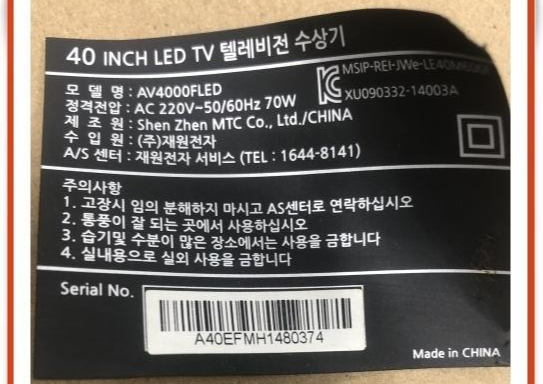 40 INCH LED TV 텔레비전 수상기
모 델 명 : AV4000FLED
정격전압 : AC 220V~50/60Hz 70W
제 조 원 : Shen Zhen MTC Co., Ltd./CHINA
수 입 원 : (주)재원전자
A/S 센터 : 재원전자 서비스 (TEL : 1644-8141)
XU090332-14003A
주의사항
1. 고장시 임의 분해하지 마시고 AS센터로 연락하십시오
2. 통풍이 잘 되는 곳에서 사용하십시오
3. 습기및 수분이 많은 장소에서는 사용을 금합니다
4. 실내용으로 실외 사용을 금합니다
Serial No.
A40EFMH1480374
Made in CHINA